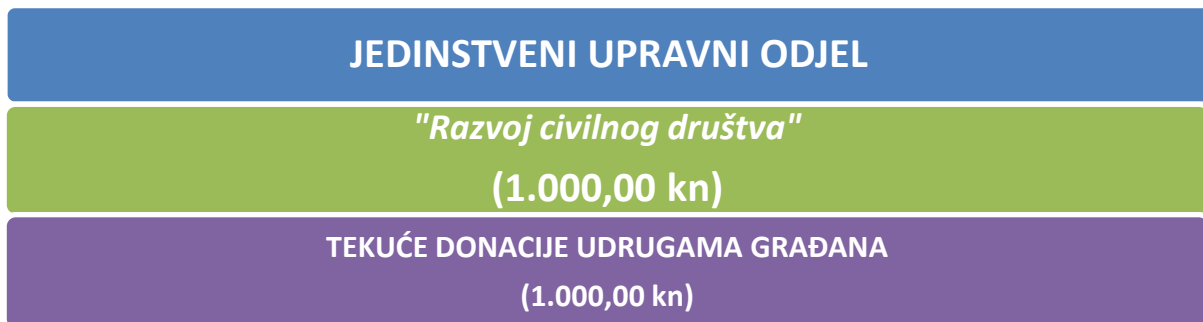 JEDINSTVENI UPRAVNI ODJEL
"Razvoj civilnog društva"
(1.000,00 kn)
TEKUĆE DONACIJE UDRUGAMA GRAĐANA
(1.000,00 kn)